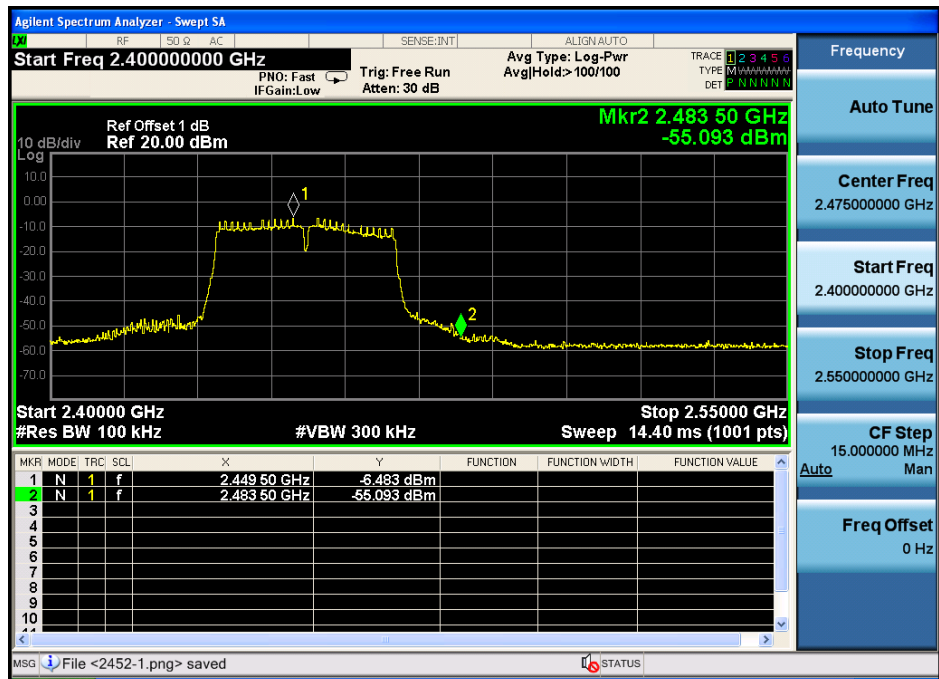 Agilent Spectrum Analyzer - Swept SA
LXI RF 50 Ω AC SENSE:INT ALIGN AUTO
Start Freq 2.400000000 GHz
PNO: Fast
IFGain:Low
Trig: Free Run
Atten: 30 dB
Avg Type: Log-Pwr
Avg|Hold:> 100/100
TRACE 1 2 3 4 5 6
TYPE M
DET P N N N N N
Mkr2 2.483 50 GHz
-55.093 dBm
Ref Offset 1 dB
10 dB/div Ref 20.00 dBm
Log
10.0
0.00
-10.0
-20.0
-30.0
-40.0
-50.0
-60.0
-70.0
1
2
Start 2.40000 GHz Stop 2.55000 GHz
#Res BW 100 kHz #VBW 300 kHz Sweep 14.40 ms (1001 pts)
MKR MODE TRC SCL X Y FUNCTION FUNCTION WIDTH FUNCTION VALUE
1 N 1 f 2.449 50 GHz -6.483 dBm
2 N 1 f 2.483 50 GHz -55.093 dBm
3
4
5
6
7
8
9
10
MSG File <2452-1.png> saved STATUS
Frequency
Auto Tune
Center Freq
2.475000000 GHz
Start Freq
2.400000000 GHz
Stop Freq
2.550000000 GHz
CF Step
15.000000 MHz
Auto Man
Freq Offset
0 Hz